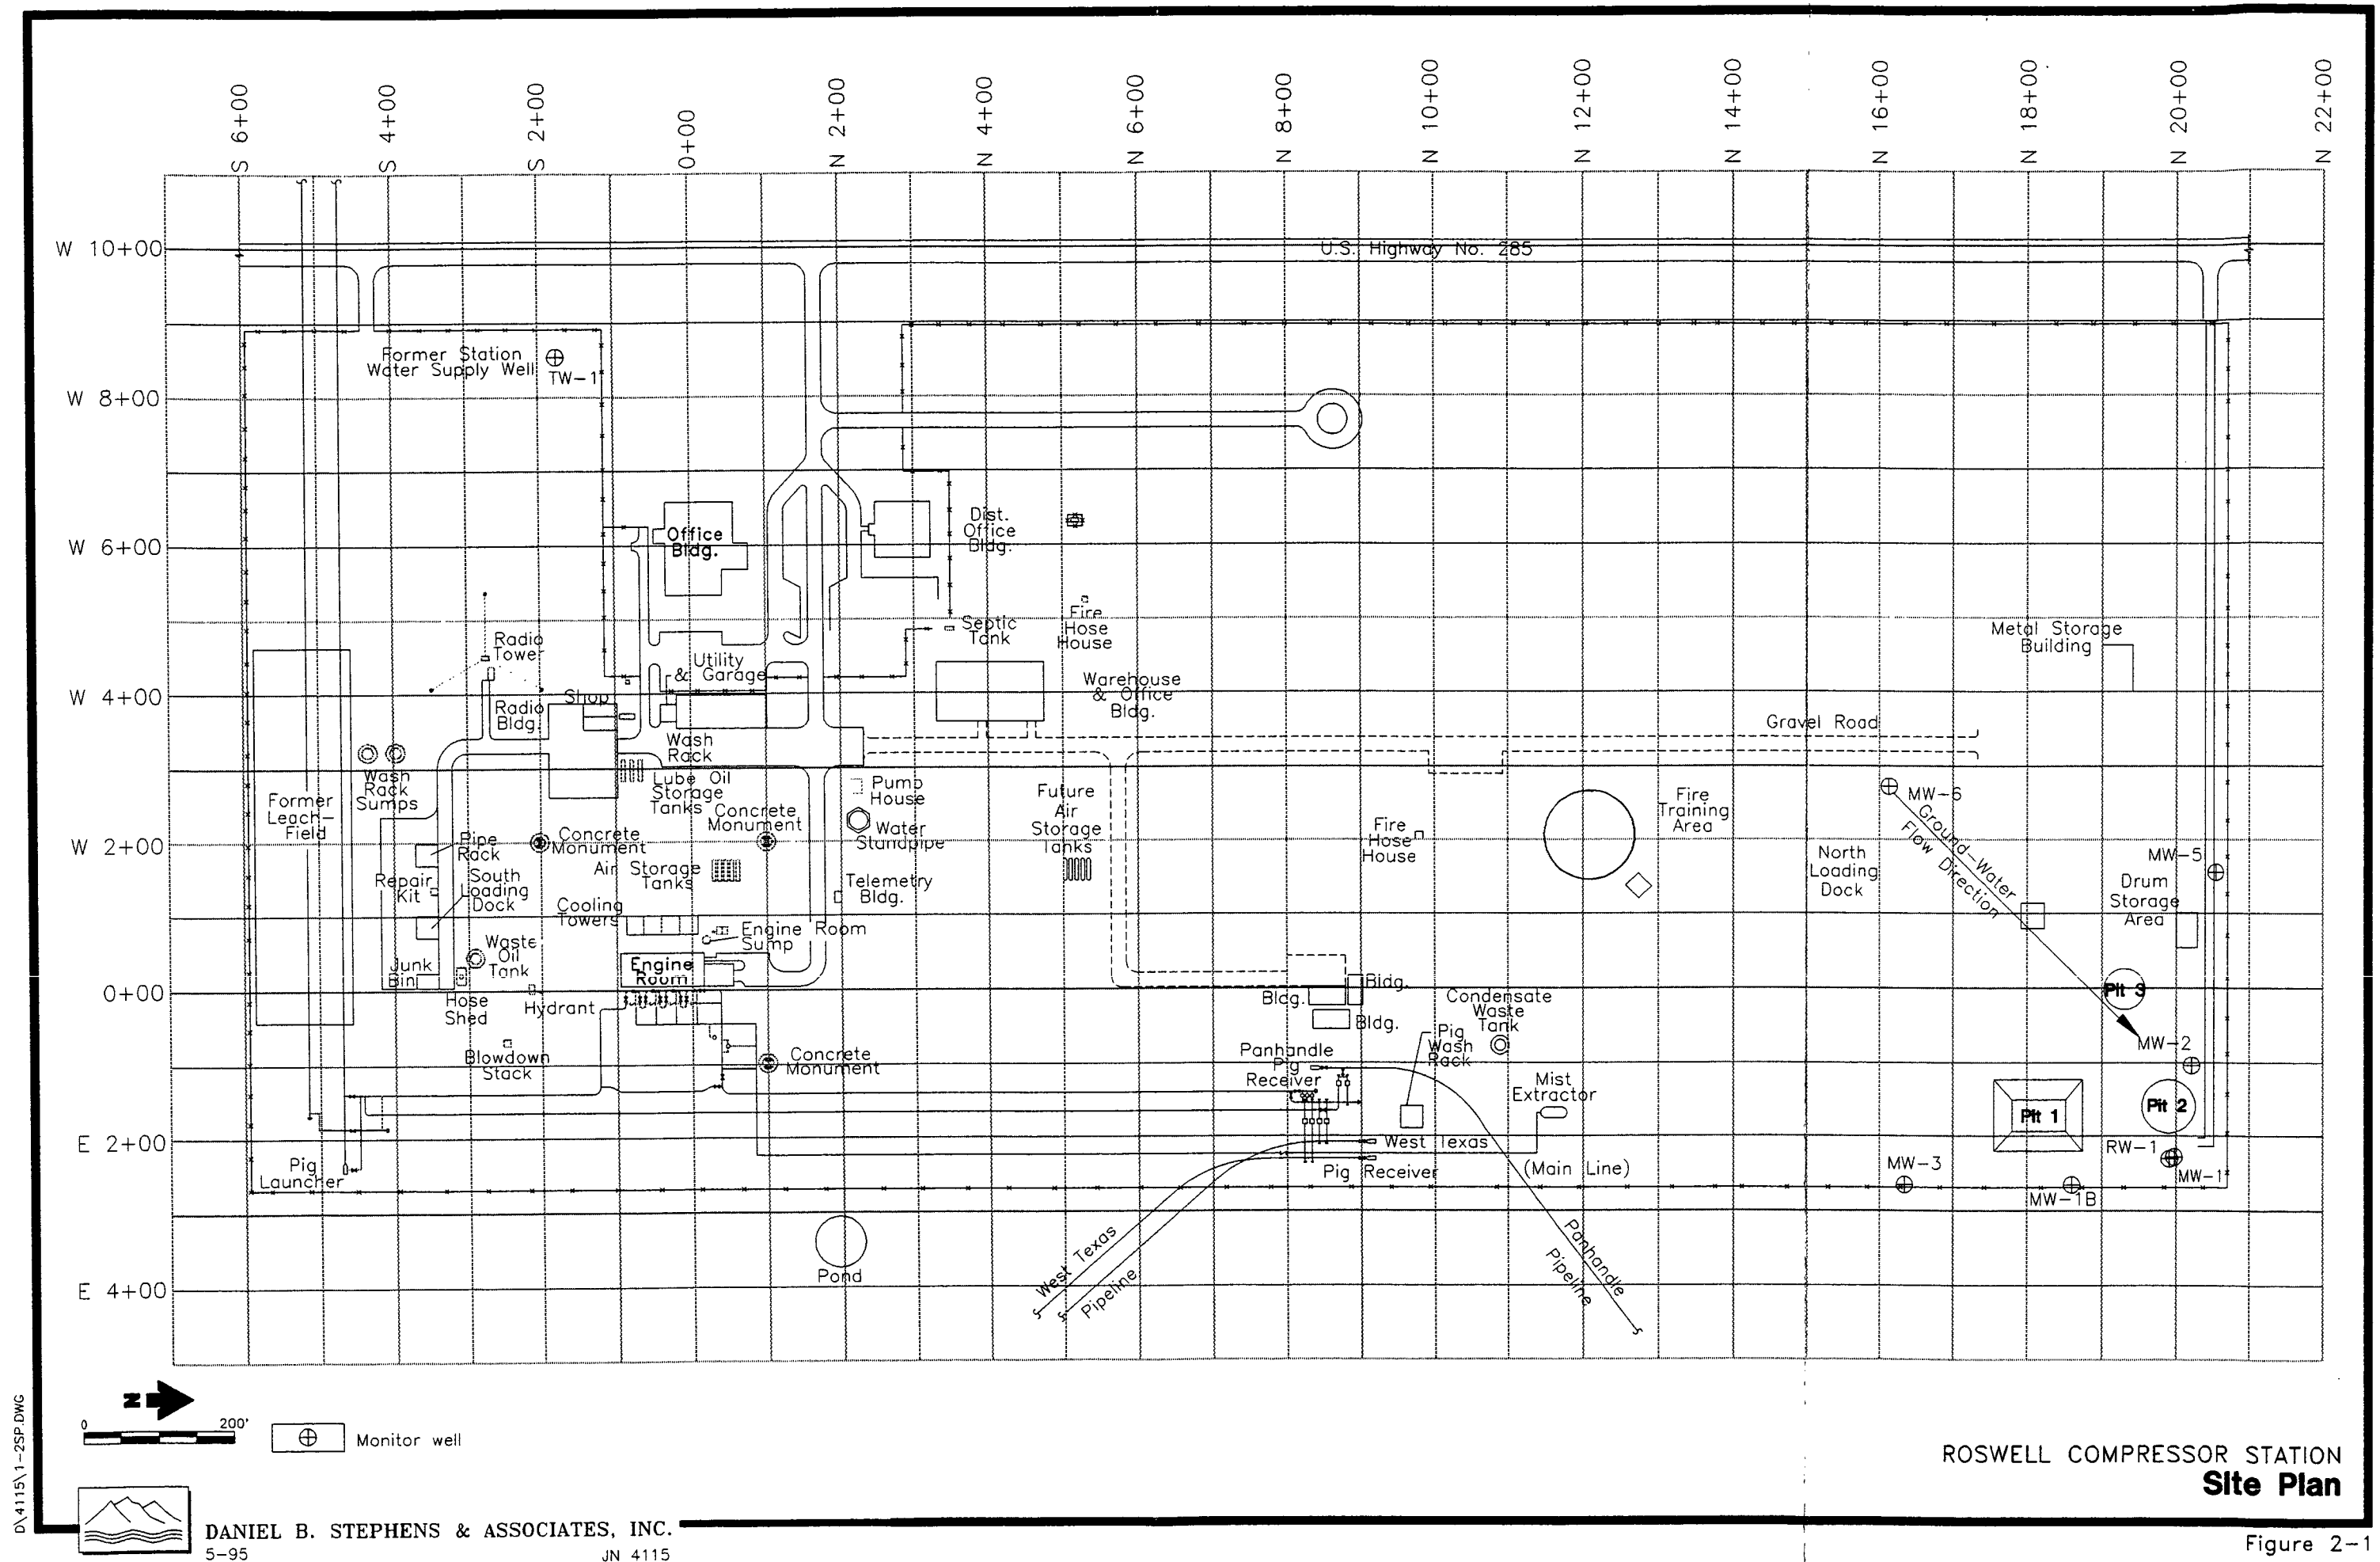 S 6+00
S 4+00
S 2+00
0+00
N 2+00
N 4+00
N 6+00
N 8+00
N 10+00
N 12+00
N 14+00
N 16+00
N 18+00
N 20+00
N 22+00
W 10+00
U.S. Highway No. 285
Former Station
Water Supply Well
TW-1
W 8+00
Office
Bldg.
Dist.
Office
Bldg.
W 6+00
Radio
Tower
Septic
Tank
Fire
Hose
House
Metal Storage
Building
Utility
& Garage
W 4+00
Shop
Radio
Bldg.
Warehouse
& Office
Bldg.
Gravel Road
Wash
Rack
Wash
Rack
Sumps
Lube Oil
Storage
Tanks
Pump
House
Former
Leach-
Field
Concrete
Monument
Water
Standpipe
Future
Air
Storage
Tanks
Fire
Training
Area
MW-6
Ground-Water
Flow Direction
W 2+00
Pipe
Rack
Concrete
Monument
Fire
Hose
House
North
Loading
Dock
MW-5
Drum
Storage
Area
Repair
Kit
South
Loading
Dock
Air Storage
Tanks
Telemetry
Bldg.
Cooling
Towers
Engine Room
Sump
Waste
Oil
Tank
Junk
Bin
Engine
Room
Bldg.
Bldg.
Bldg.
Condensate
Waste
Tank
Pit 3
0+00
Hose
Shed
Hydrant
Blowdown
Stack
Concrete
Monument
Panhandle
Pig
Receiver
Pig
Wash
Rack
Mist
Extractor
MW-2
Pit 1
Pit 2
E 2+00
Pig
Launcher
West Texas
Pig Receiver
(Main Line)
MW-3
RW-1
MW-1
MW-1B
Pond
West Texas
Pipeline
Panhandle
Pipeline
E 4+00
N
0 200'
Monitor well
ROSWELL COMPRESSOR STATION
Site Plan
D\4115\1-2SP.DWG
DANIEL B. STEPHENS & ASSOCIATES, INC.
5-95 JN 4115
Figure 2-1